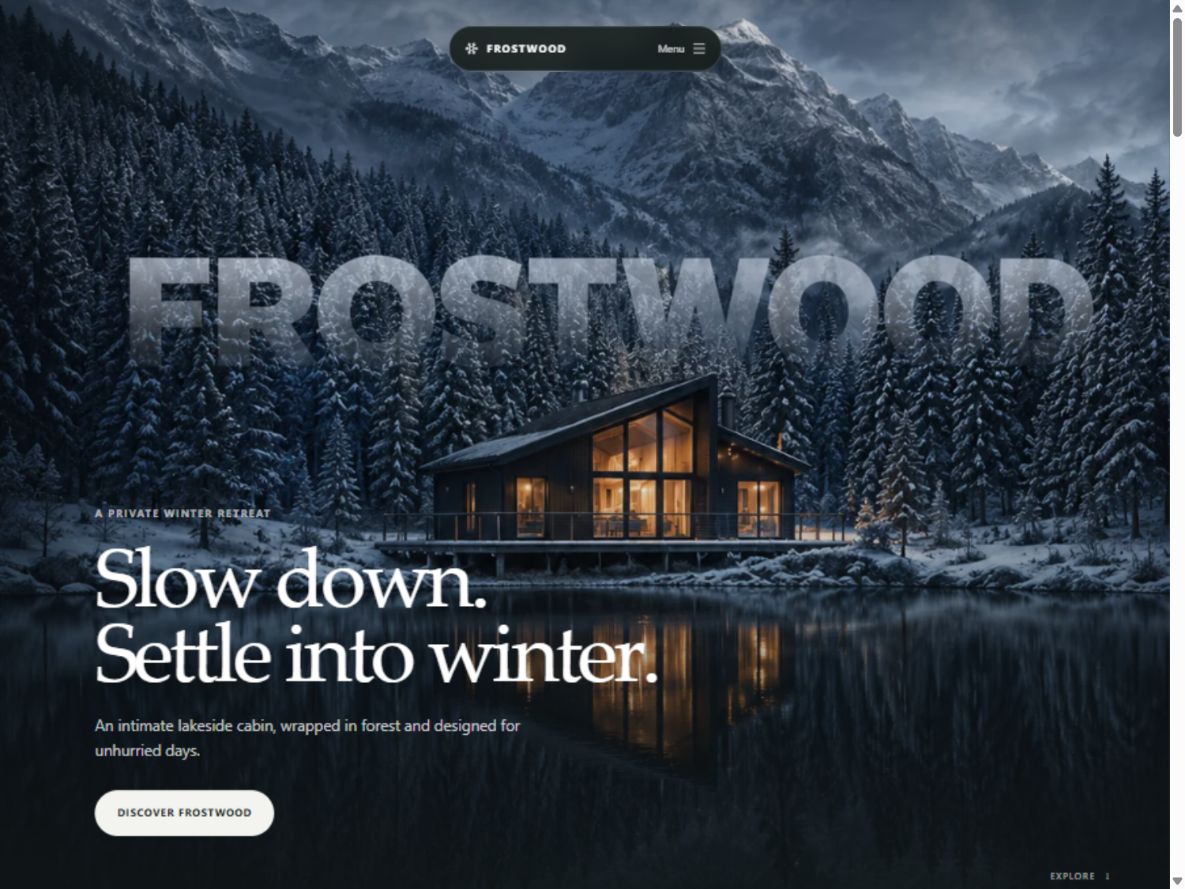 FROSTWOOD
Menu
FROSTWOOD
A PRIVATE WINTER RETREAT
Slow down.
Settle into winter.
An intimate lakeside cabin, wrapped in forest and designed for
unhurried days.
DISCOVER FROSTWOOD
EXPLORE